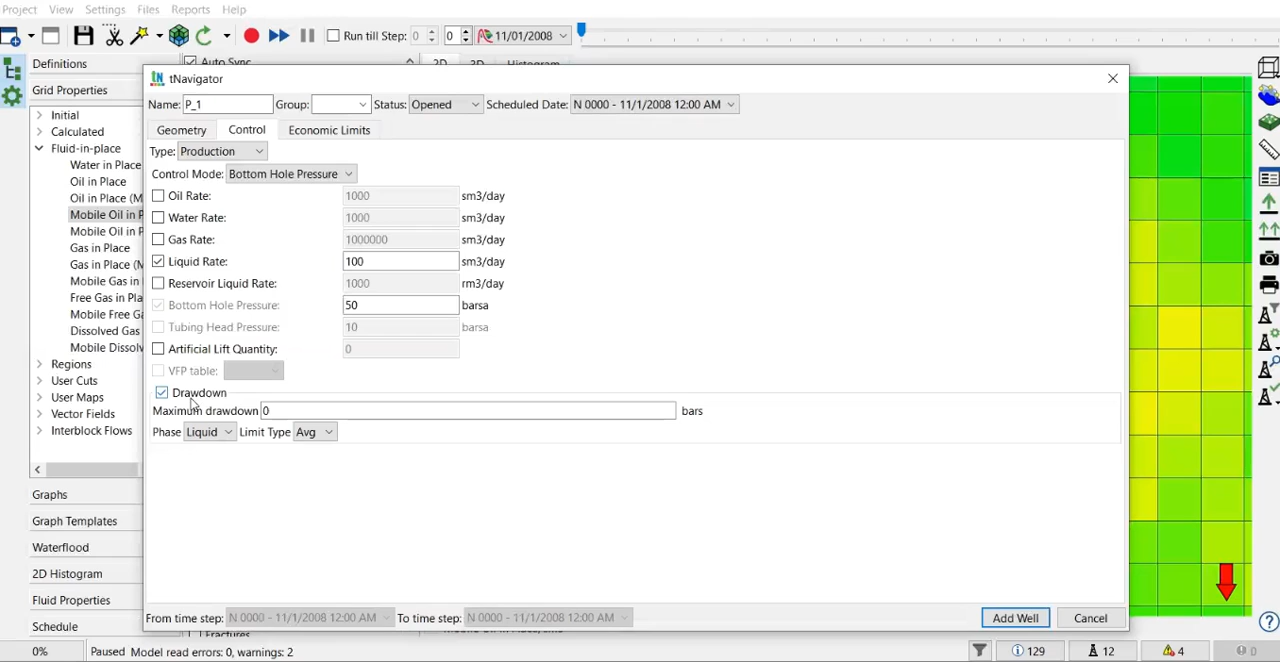 Project View Settings Files Reports Help
Run till Step: 0 0 11/01/2008
Definitions Auto Sync 2D 3D Histogram
Grid Properties
Initial
Calculated
Fluid-in-place
Water in Place
Oil in Place
Oil in Place (M
Mobile Oil in P
Mobile Oil in P
Gas in Place
Gas in Place (M
Mobile Gas in
Free Gas in Pla
Mobile Free Ga
Dissolved Gas
Mobile Dissolv
Regions
User Cuts
User Maps
Vector Fields
Interblock Flows
Graphs
Graph Templates
Waterflood
2D Histogram
Fluid Properties
Schedule
tN tNavigator
Name: P_1 Group: Status: Opened Scheduled Date: N 0000 - 11/1/2008 12:00 AM
Geometry Control Economic Limits
Type: Production
Control Mode: Bottom Hole Pressure
Oil Rate: 1000 sm3/day
Water Rate: 1000 sm3/day
Gas Rate: 1000000 sm3/day
Liquid Rate: 100 sm3/day
Reservoir Liquid Rate: 1000 rm3/day
Bottom Hole Pressure: 50 barsa
Tubing Head Pressure: 10 barsa
Artificial Lift Quantity: 0
VFP table:
Drawdown
Maximum drawdown 0 bars
Phase Liquid Limit Type Avg
From time step: N 0000 - 11/1/2008 12:00 AM To time step: N 0000 - 11/1/2008 12:00 AM Add Well Cancel
Fractures
0% Paused Model read errors: 0, warnings: 2 129 12 4 0